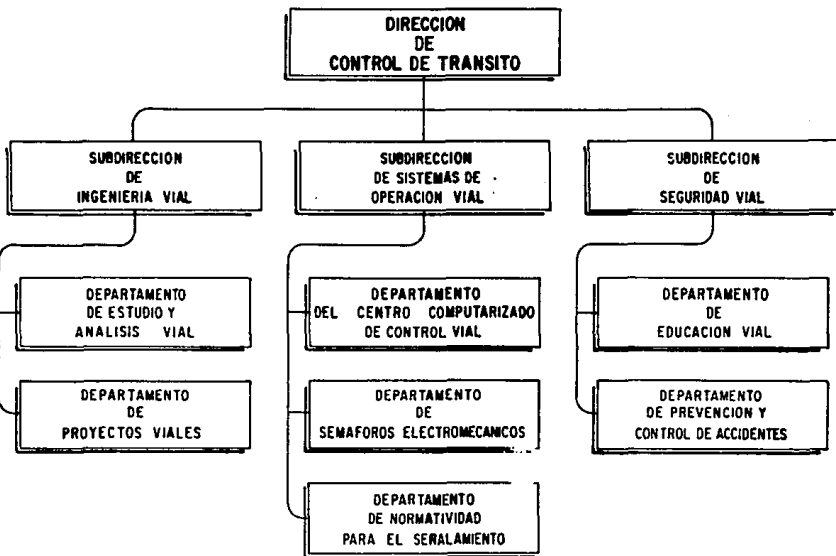 DIRECCION
DE
CONTROL DE TRANSITO
SUBDIRECCION
DE
INGENIERIA VIAL
SUBDIRECCION
DE SISTEMAS DE
OPERACION VIAL
SUBDIRECCION
DE
SEGURIDAD VIAL
DEPARTAMENTO
DE ESTUDIO Y
ANALISIS VIAL
DEPARTAMENTO
DEL CENTRO COMPUTARIZADO
DE CONTROL VIAL
DEPARTAMENTO
DE
EDUCACION VIAL
DEPARTAMENTO
DE
PROYECTOS VIALES
DEPARTAMENTO
DE
SEMAFOROS ELECTROMECANICOS
DEPARTAMENTO
DE PREVENCION Y
CONTROL DE ACCIDENTES
DEPARTAMENTO
DE NORMATIVIDAD
PARA EL SEÑALAMIENTO